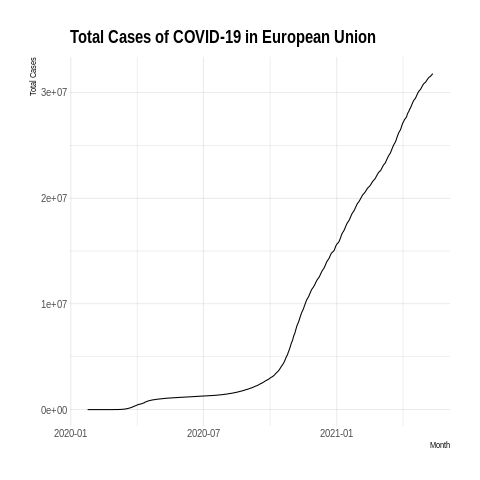 Total Cases of COVID-19 in European Union
Total Cases
3e+07
2e+07
1e+07
0e+00
2020-01 2020-07 2021-01
Month